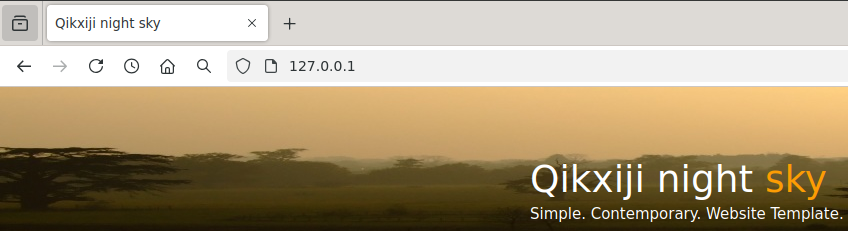 Qikxiji night sky
127.0.0.1
Qikxiji night sky
Simple. Contemporary. Website Template.